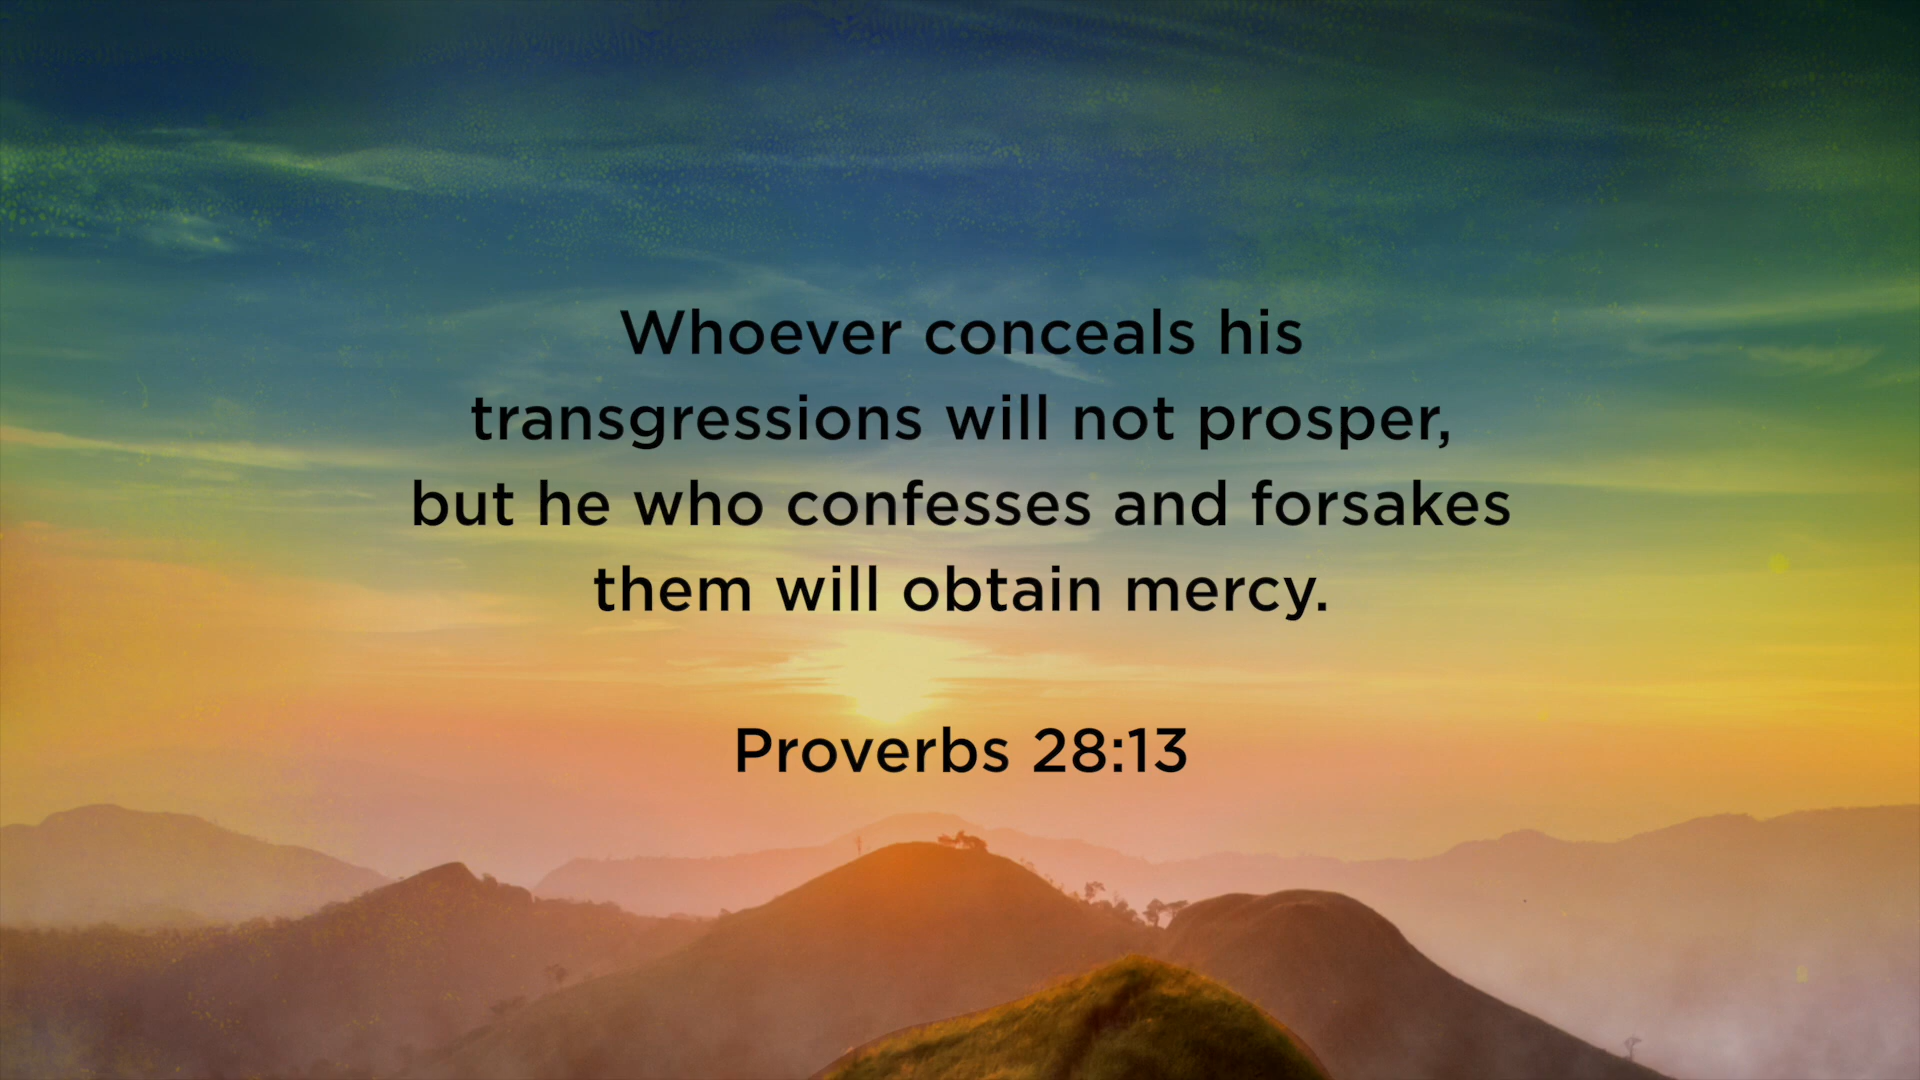 Whoever conceals his
transgressions will not prosper,
but he who confesses and forsakes
them will obtain mercy.
Proverbs 28:13